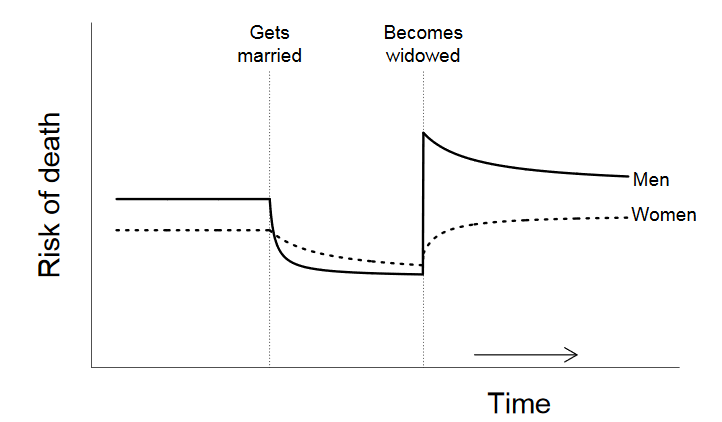 Gets
married
Becomes
widowed
Risk of death
Men
Women
Time